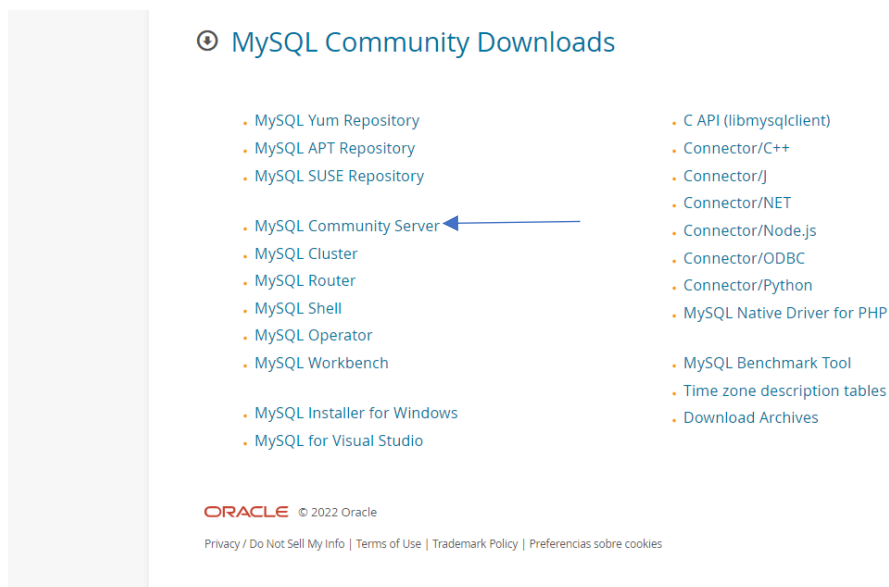 MySQL Community Downloads
MySQL Yum Repository
MySQL APT Repository
MySQL SUSE Repository
MySQL Community Server
MySQL Cluster
MySQL Router
MySQL Shell
MySQL Operator
MySQL Workbench
MySQL Installer for Windows
MySQL for Visual Studio
C API (libmysqlclient)
Connector/C++
Connector/J
Connector/NET
Connector/Node.js
Connector/ODBC
Connector/Python
MySQL Native Driver for PHP
MySQL Benchmark Tool
Time zone description tables
Download Archives
ORACLE © 2022 Oracle
Privacy / Do Not Sell My Info | Terms of Use | Trademark Policy | Preferencias sobre cookies